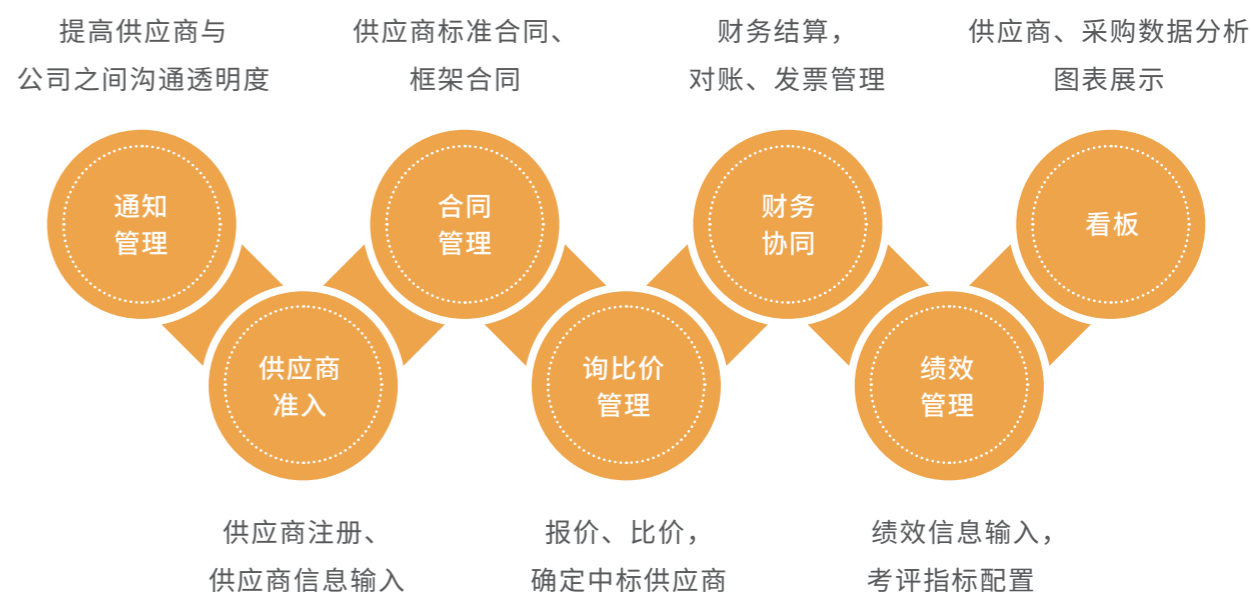 提高供应商与
公司之间沟通透明度
供应商标准合同、
框架合同
财务结算，
对账、发票管理
供应商、采购数据分析
图表展示
通知
管理
合同
管理
财务
协同
看板
供应商
准入
询比价
管理
绩效
管理
供应商注册、
供应商信息输入
报价、比价，
确定中标供应商
绩效信息输入，
考评指标配置